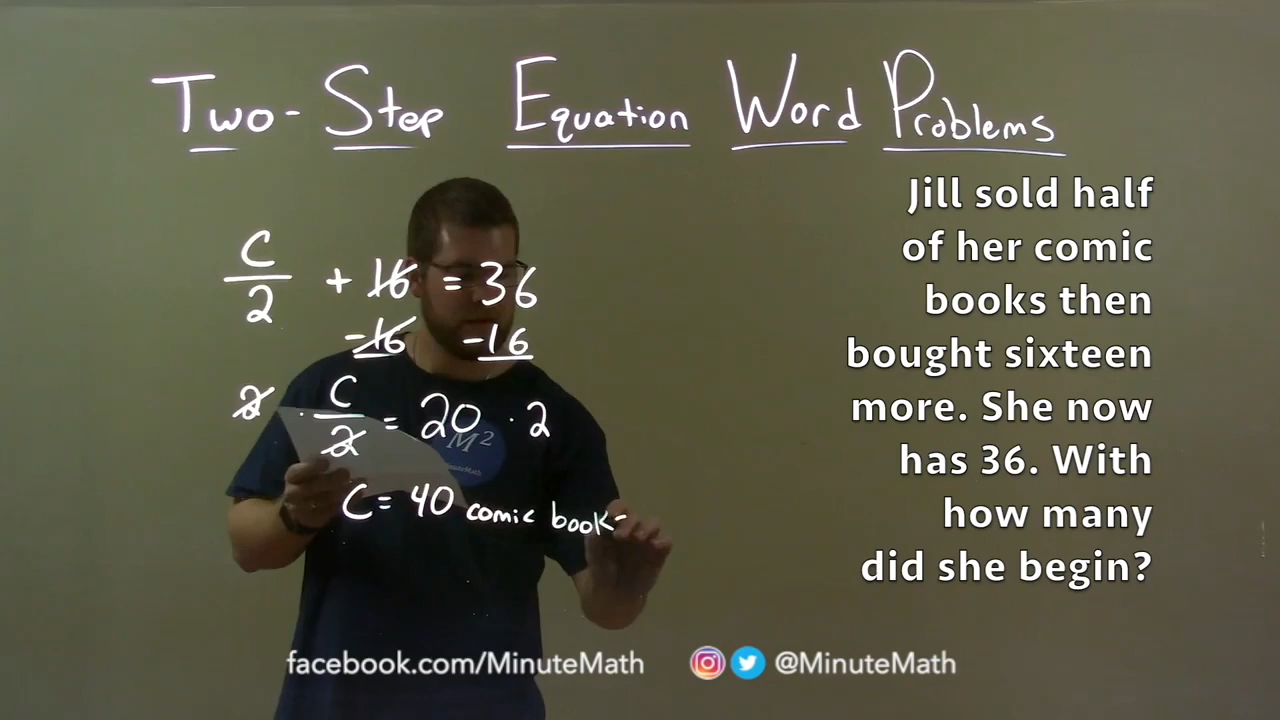 Two-Step Equation Word Problems
Jill sold half
of her comic
books then
bought sixteen
more. She now
has 36. With
how many
did she begin?
C/2 + 16 = 36
-16 -16
2 · C/2 = 20 · 2
M²
MinuteMath
C = 40 comic book
facebook.com/MinuteMath @MinuteMath